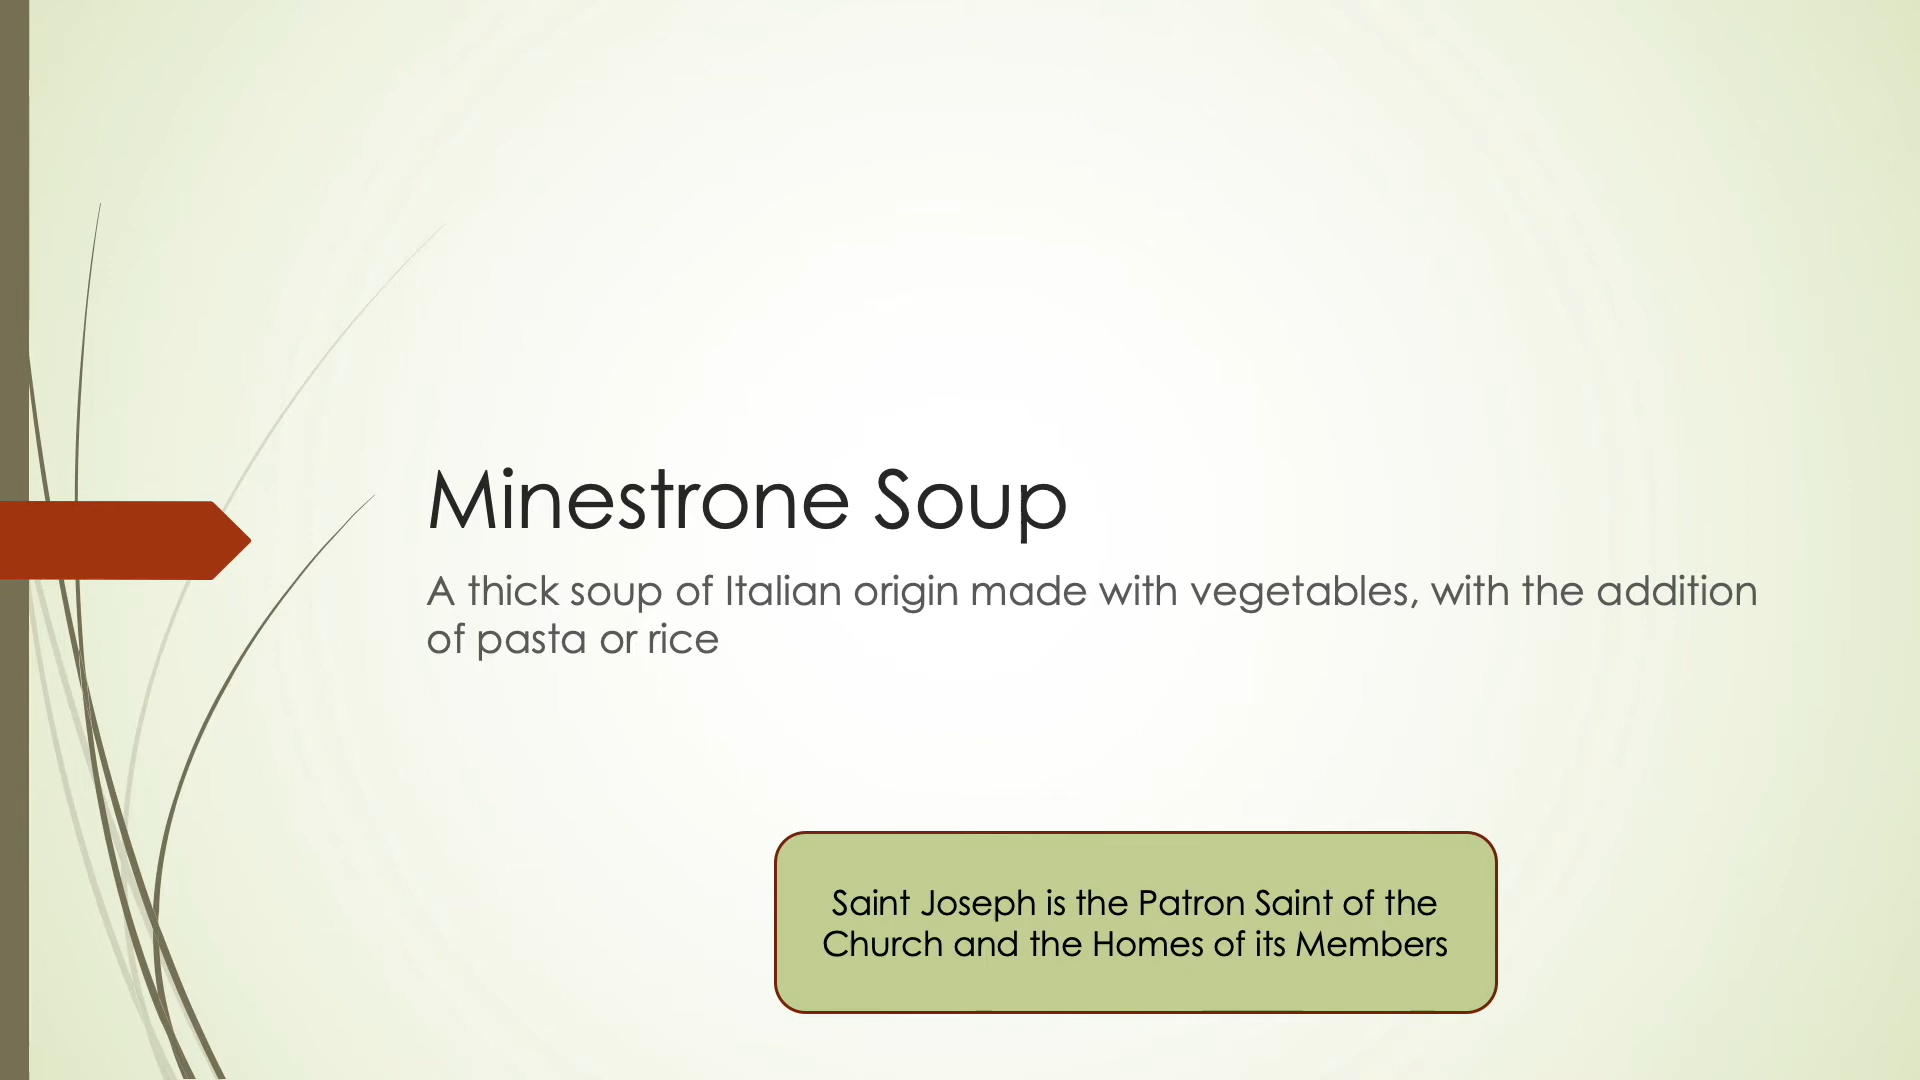 Minestrone Soup
A thick soup of Italian origin made with vegetables, with the addition
of pasta or rice
Saint Joseph is the Patron Saint of the
Church and the Homes of its Members